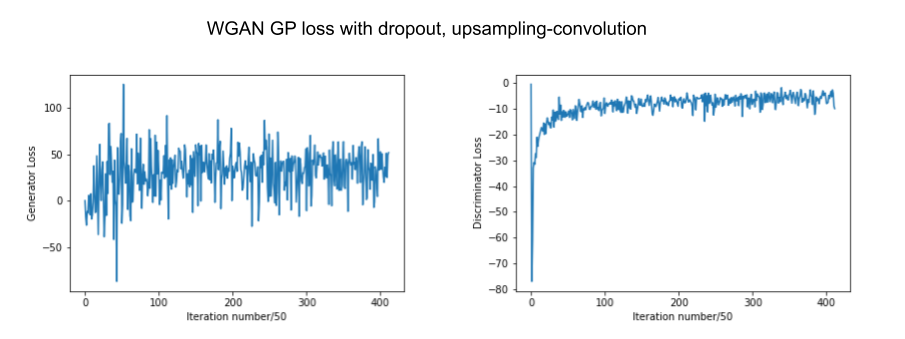 WGAN GP loss with dropout, upsampling-convolution
Generator Loss
100
50
0
−50
0 100 200 300 400
Iteration number/50
Discriminator Loss
0
−10
−20
−30
−40
−50
−60
−70
−80
0 100 200 300 400
Iteration number/50